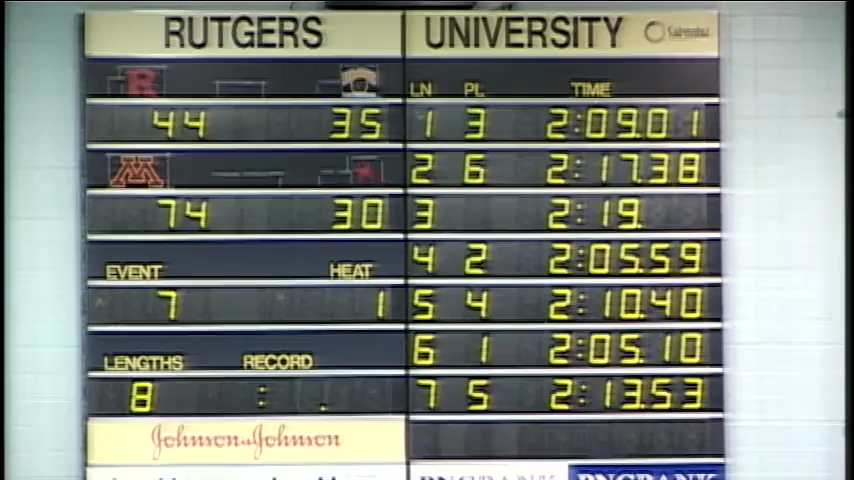 RUTGERS UNIVERSITY
R
LN PL TIME
44 35 1 3 2:09.01
M 2 6 2:17.38
74 30 3 2:19.
4 2 2:05.59
EVENT HEAT
7 1 5 4 2:10.40
6 1 2:05.10
LENGTHS RECORD
8 : . 7 5 2:13.53
Johnson & Johnson